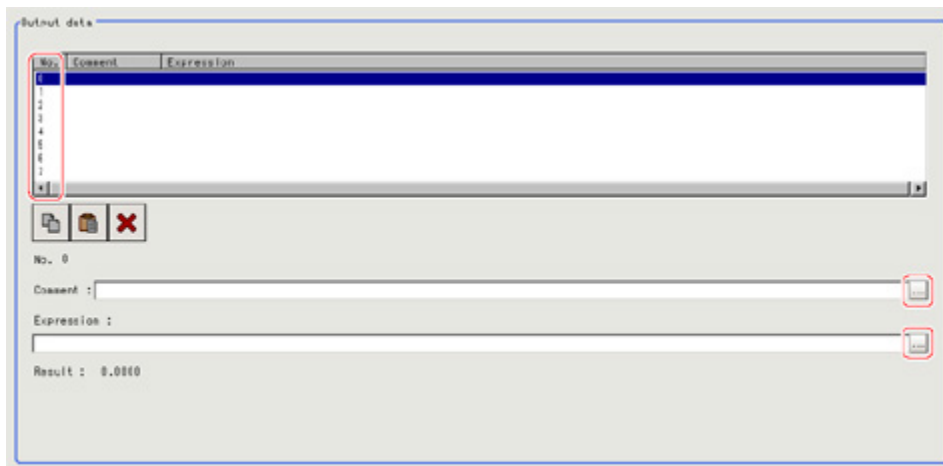 Output data
No. Comment Expression
0
1
2
3
4
5
6
7
No. 0
Comment :
...
Expression :
...
Result : 0.0000